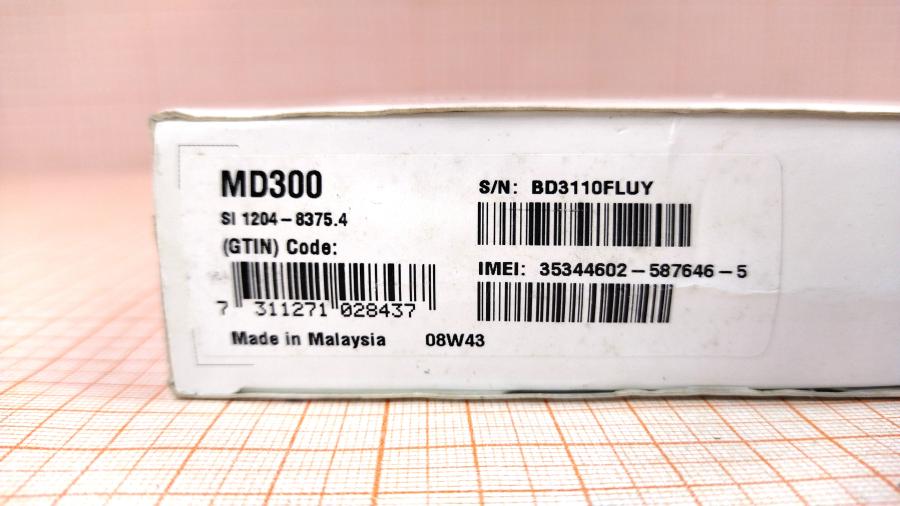 MD300
SI 1204-8375.4
(GTIN) Code:
7 311271 028437
Made in Malaysia 08W43
S/N: BD3110FLUY
IMEI: 35344602-587646-5